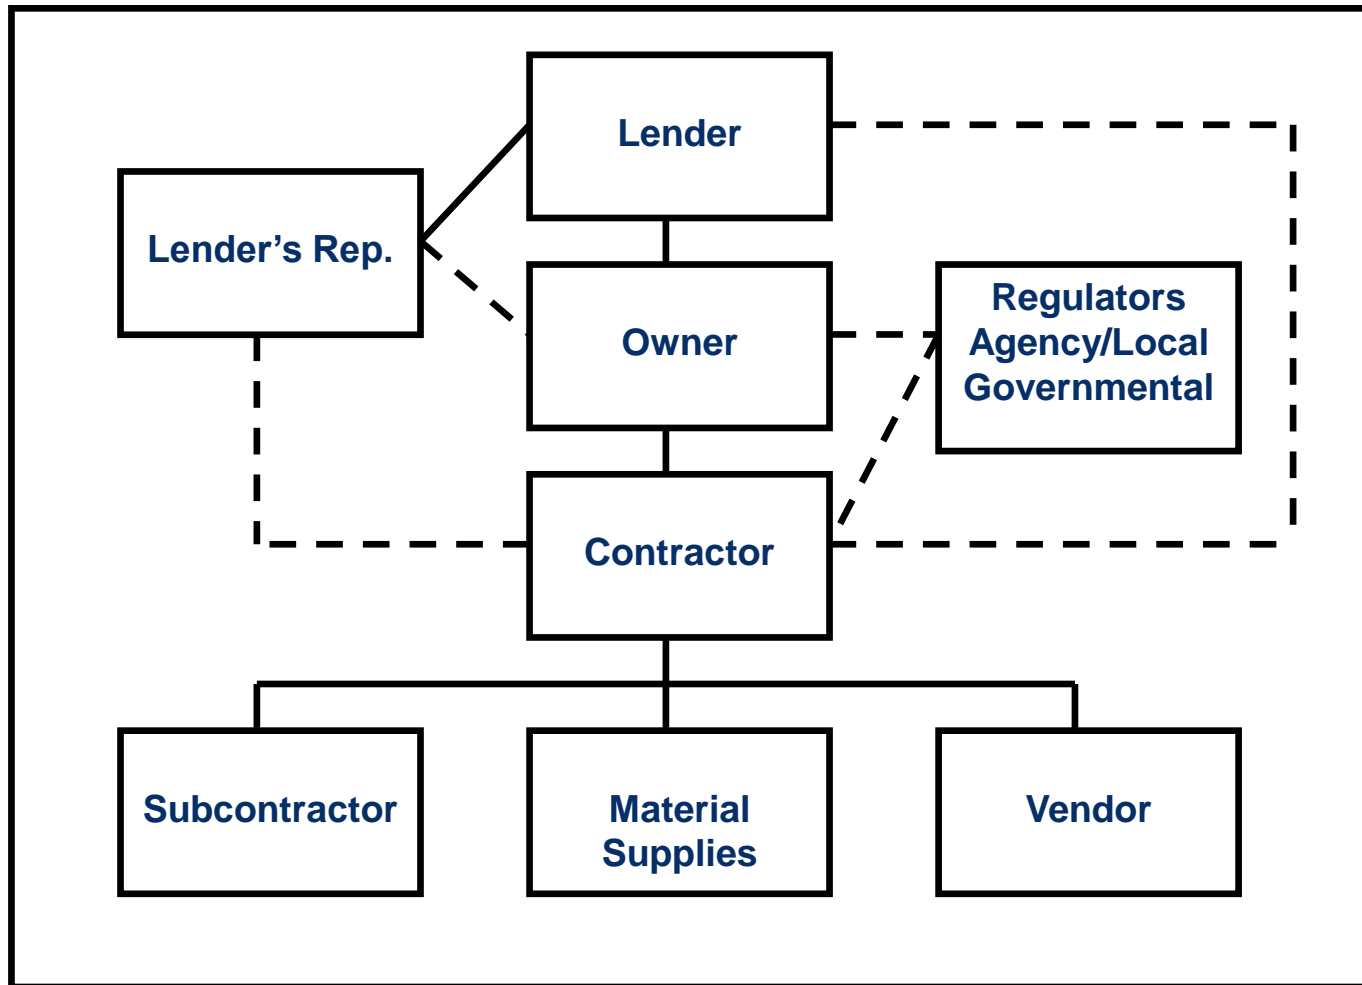 Lender
Lender’s Rep.
Owner
Regulators
Agency/Local
Governmental
Contractor
Subcontractor
Material
Supplies
Vendor